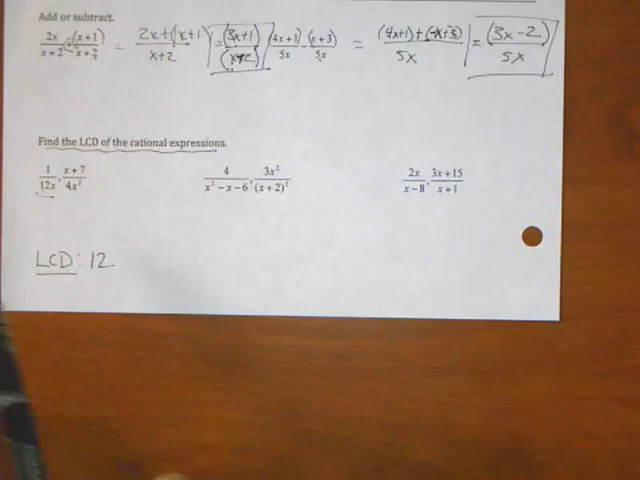 Add or subtract.
2x/(x+2) + (x+1)/(x+2) = 2x+(x+1)/x+2 = (3x+1)/(x+2) (4x+1)/5x - (x+3)/5x = (4x+1)+(-x+3)/5x = (3x-2)/5x
Find the LCD of the rational expressions.
1/12x, x+7/4x² 4/x²-x-6, 3x²/(x+2)² 2x/x-8, 3x+15/x+1
LCD: 12